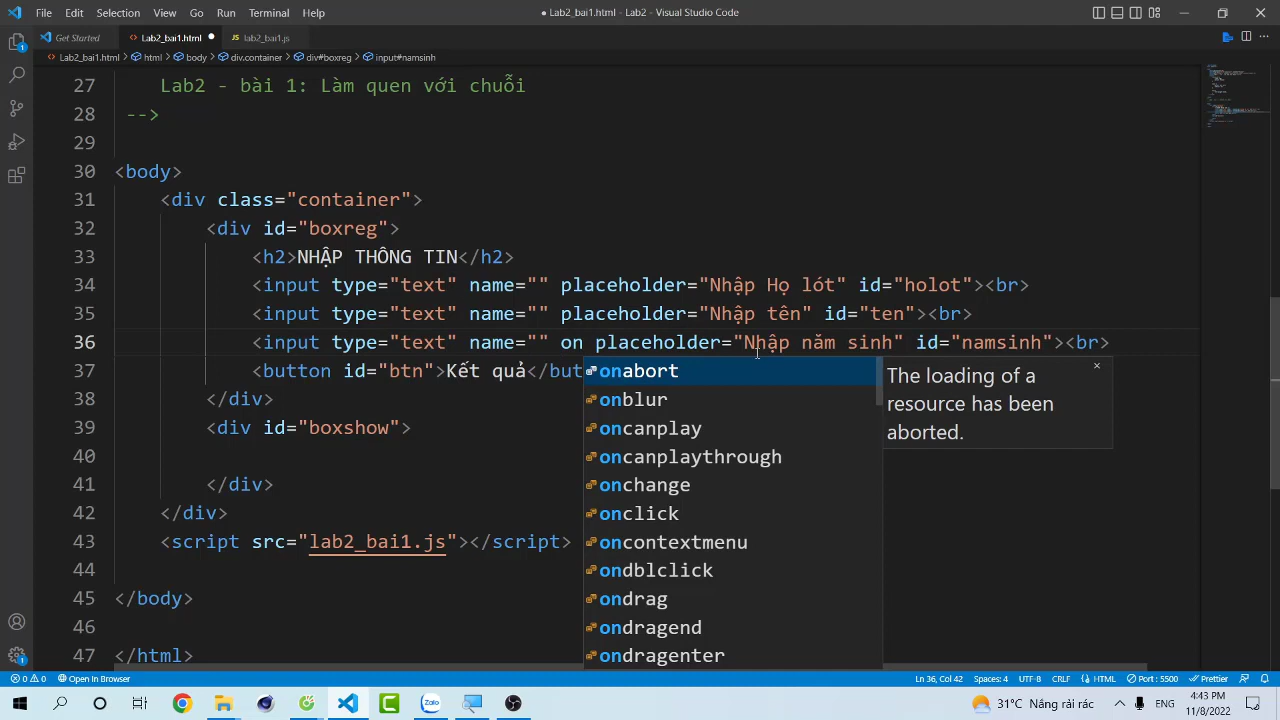 File Edit Selection View Go Run Terminal Help
● Lab2_bai1.html - Lab2 - Visual Studio Code
Get Started Lab2_bai1.html ● lab2_bai1.js
<> Lab2_bai1.html > html > body > div.container > div#boxreg > input#namsinh
27 Lab2 - bài 1: Làm quen với chuỗi
28 -->
29
30 <body>
31 <div class="container">
32 <div id="boxreg">
33 <h2>NHẬP THÔNG TIN</h2>
34 <input type="text" name="" placeholder="Nhập Họ lót" id="holot"><br>
35 <input type="text" name="" placeholder="Nhập tên" id="ten"><br>
36 <input type="text" name="" on placeholder="Nhập năm sinh" id="namsinh"><br>
37 <button id="btn">Kết quả</but
38 </div>
39 <div id="boxshow">
40
41 </div>
42 </div>
43 <script src="lab2_bai1.js"></script>
44
45 </body>
46
47 </html>
onabort
onblur
oncanplay
oncanplaythrough
onchange
onclick
oncontextmenu
ondblclick
ondrag
ondragend
ondragenter
The loading of a
resource has been
aborted.
1
1
0 0 Open In Browser Ln 36, Col 42 Spaces: 4 UTF-8 CRLF HTML Port : 5500 Prettier
Zalo
31°C Nắng rải rác
4:43 PM
11/8/2022